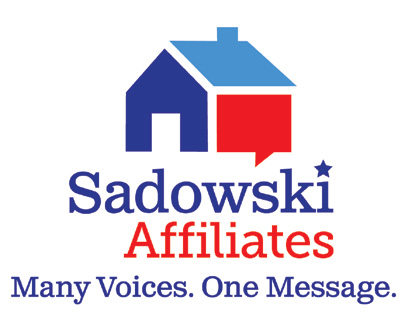 Sadowski
Affiliates
Many Voices. One Message.